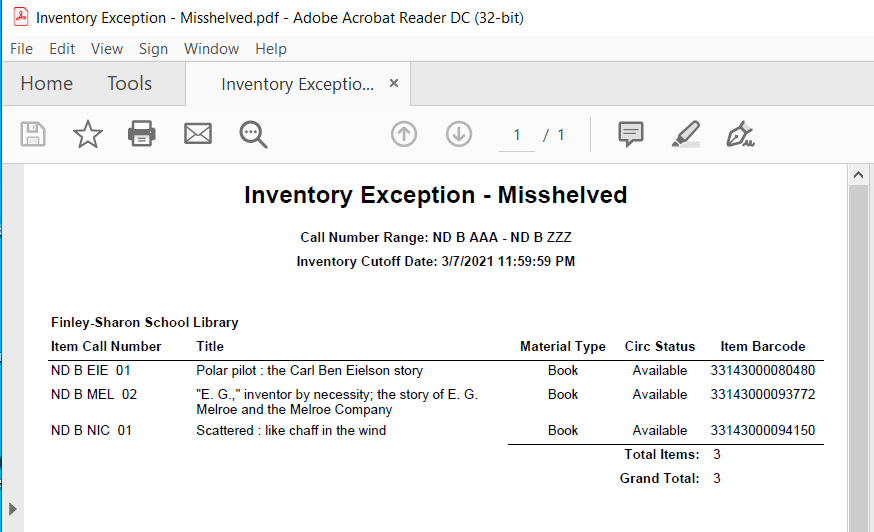 Inventory Exception - Misshelved.pdf - Adobe Acrobat Reader DC (32-bit)
File Edit View Sign Window Help
Home Tools Inventory Exceptio... ×
1 / 1
Inventory Exception - Misshelved
Call Number Range: ND B AAA - ND B ZZZ
Inventory Cutoff Date: 3/7/2021 11:59:59 PM
Finley-Sharon School Library
Item Call Number Title Material Type Circ Status Item Barcode
ND B EIE 01 Polar pilot : the Carl Ben Eielson story Book Available 33143000080480
ND B MEL 02 "E. G.," inventor by necessity; the story of E. G. Book Available 33143000093772
Melroe and the Melroe Company
ND B NIC 01 Scattered : like chaff in the wind Book Available 33143000094150
Total Items: 3
Grand Total: 3